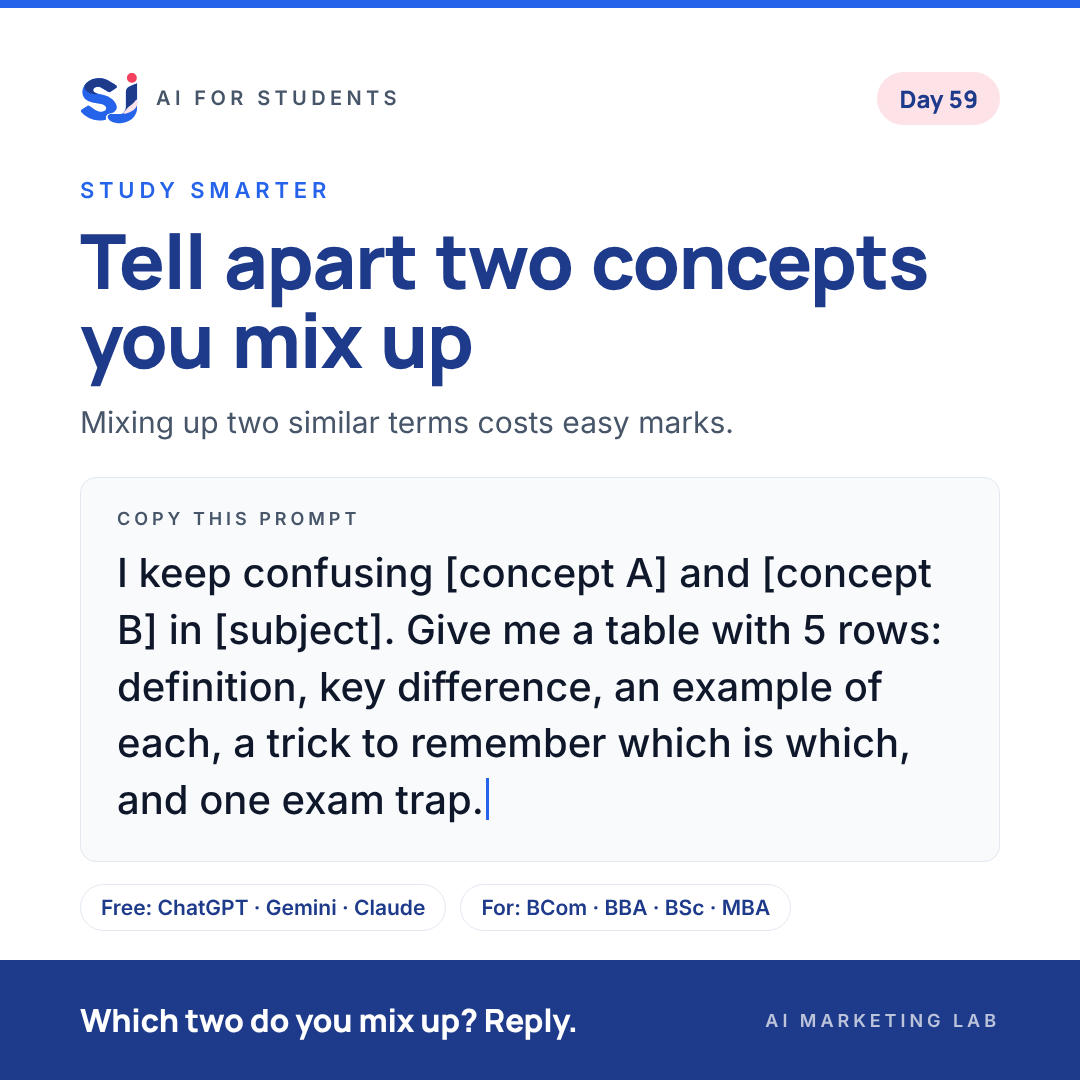 SJ AI FOR STUDENTS
Day 59
STUDY SMARTER
Tell apart two concepts
you mix up
Mixing up two similar terms costs easy marks.
COPY THIS PROMPT
I keep confusing [concept A] and [concept
B] in [subject]. Give me a table with 5 rows:
definition, key difference, an example of
each, a trick to remember which is which,
and one exam trap.
Free: ChatGPT · Gemini · Claude
For: BCom · BBA · BSc · MBA
Which two do you mix up? Reply.
AI MARKETING LAB